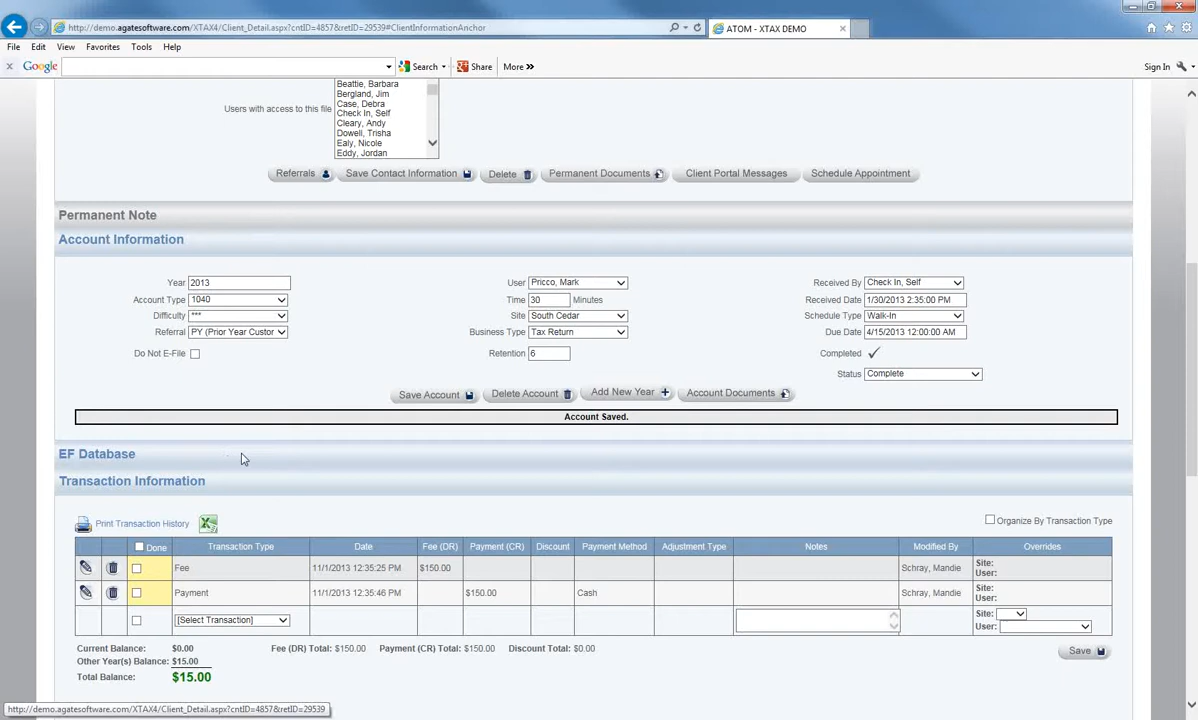 http://demo.agatesoftware.com/XTAX4/Client_Detail.aspx?cntID=4857&retID=29539#ClientInformationAnchor
ATOM - XTAX DEMO
File Edit View Favorites Tools Help
x Google Search Share More » Sign In
Users with access to this file
Beattie, Barbara
Bergland, Jim
Case, Debra
Check In, Self
Cleary, Andy
Dowell, Trisha
Ealy, Nicole
Eddy, Jordan
Referrals Save Contact Information Delete Permanent Documents Client Portal Messages Schedule Appointment
Permanent Note
Account Information
Year 2013 User Pricco, Mark Received By Check In, Self
Account Type 1040 Time 30 Minutes Received Date 1/30/2013 2:35:00 PM
Difficulty *** Site South Cedar Schedule Type Walk-In
Referral PY (Prior Year Custor Business Type Tax Return Due Date 4/15/2013 12:00:00 AM
Do Not E-File Retention 6 Completed ✓
Status Complete
Save Account Delete Account Add New Year + Account Documents
Account Saved.
EF Database
Transaction Information
Print Transaction History Organize By Transaction Type
Done Transaction Type Date Fee (DR) Payment (CR) Discount Payment Method Adjustment Type Notes Modified By Overrides
Fee 11/1/2013 12:35:25 PM $150.00 Schray, Mandie Site: User:
Payment 11/1/2013 12:35:46 PM $150.00 Cash Schray, Mandie Site: User:
[Select Transaction] Site: User:
Current Balance: $0.00 Fee (DR) Total: $150.00 Payment (CR) Total: $150.00 Discount Total: $0.00
Other Year(s) Balance: $15.00 Save
Total Balance: $15.00
http://demo.agatesoftware.com/XTAX4/Client_Detail.aspx?cntID=4857&retID=29539